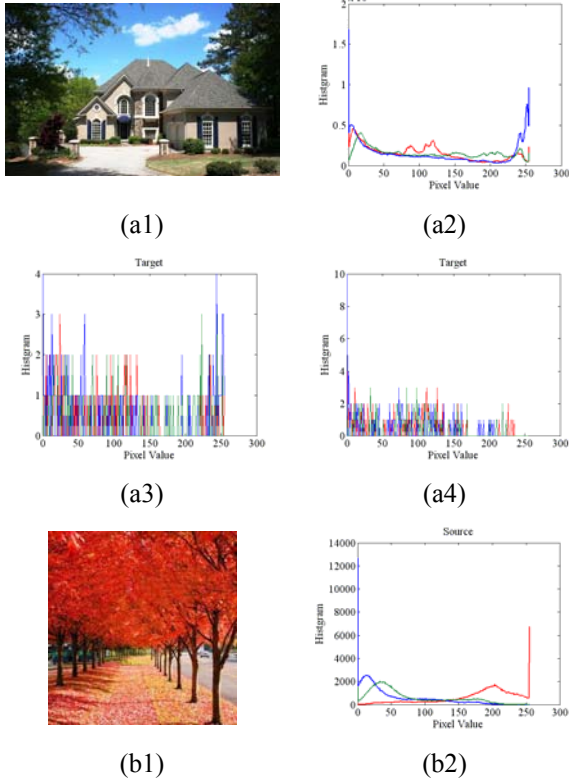 2
1.5
1
0.5
0
Histgram
0 50 100 150 200 250 300
Pixel Value
(a1)
(a2)
Target
4
3
2
1
0
Histgram
0 50 100 150 200 250 300
Pixel Value
Target
10
8
6
4
2
0
Histgram
0 50 100 150 200 250 300
Pixel Value
(a3)
(a4)
Source
14000
12000
10000
8000
6000
4000
2000
0
Histgram
0 50 100 150 200 250 300
Pixel Value
(b1)
(b2)